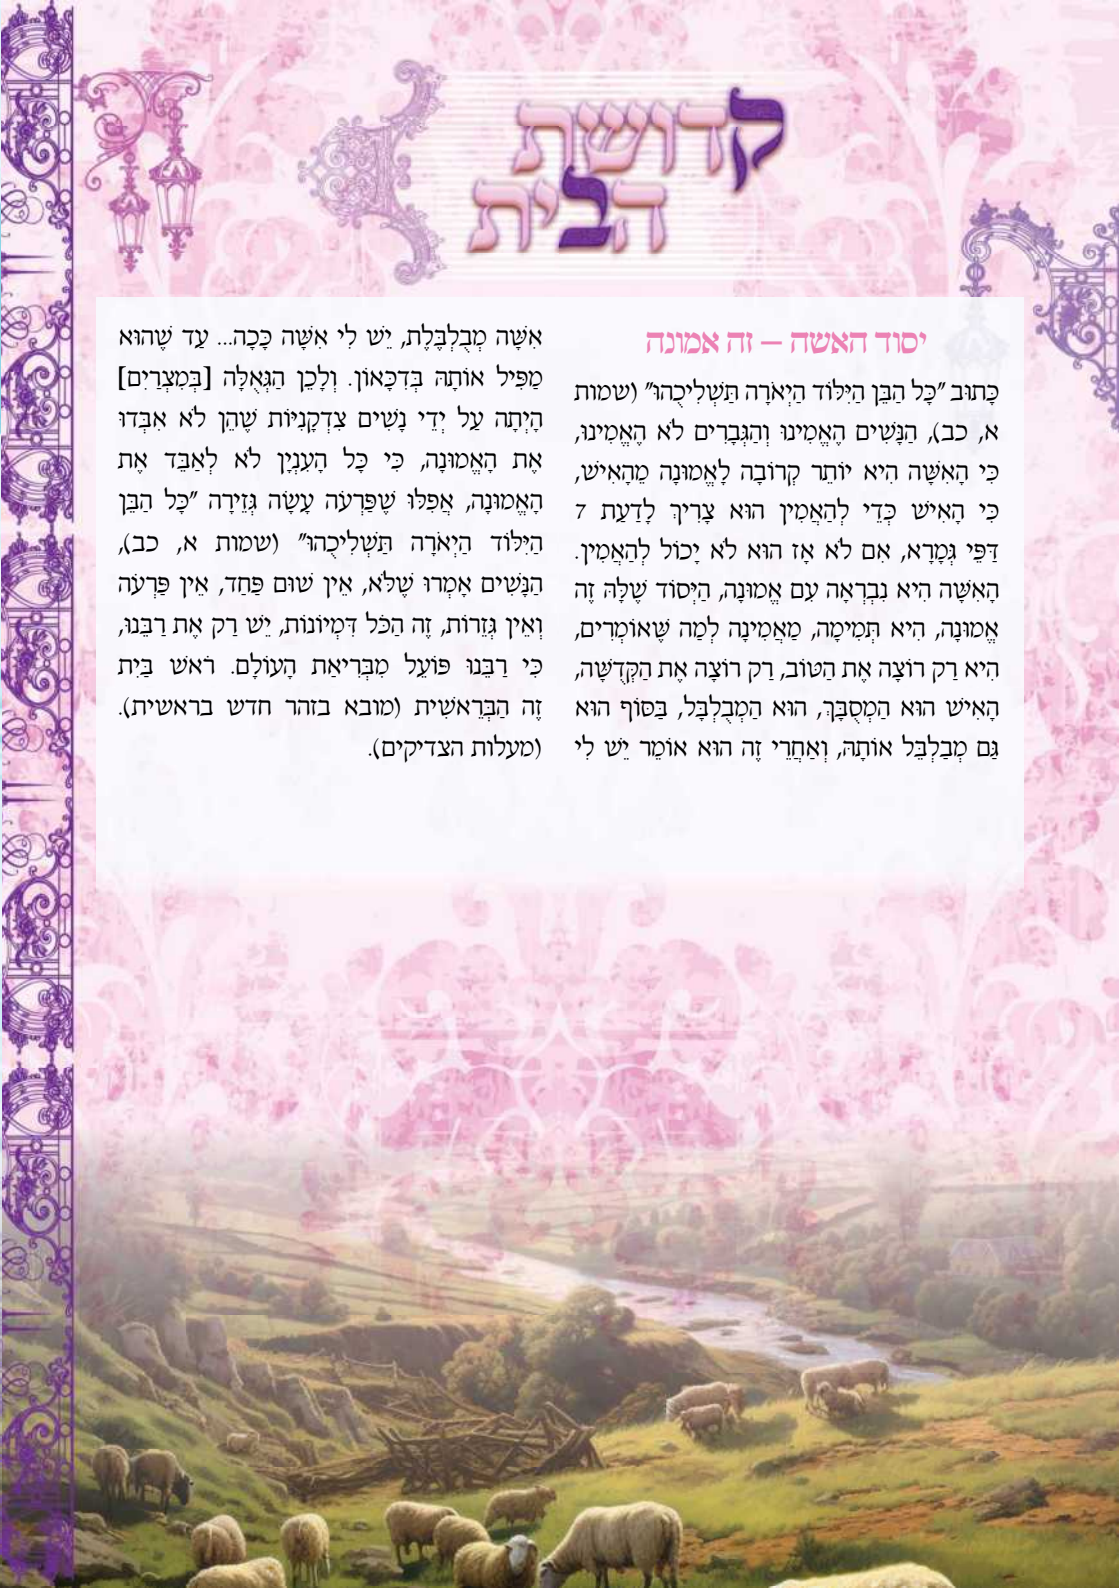 קדושת
הבית
יסוד האשה – זה אמונה
כָּתוּב "כָּל הַבֵּן הַיִּלּוֹד הַיְאֹרָה תַּשְׁלִיכֻהוּ" (שמות
א, כב), הַנָּשִׁים הֶאֱמִינוּ וְהַגְּבָרִים לֹא הֶאֱמִינוּ,
כִּי הָאִשָּׁה הִיא יוֹתֵר קְרוֹבָה לָאֱמוּנָה מֵהָאִישׁ,
כִּי הָאִישׁ כְּדֵי לְהַאֲמִין הוּא צָרִיךְ לָדַעַת 7
דַּפֵּי גְּמָרָא, אִם לֹא אָז הוּא לֹא יָכוֹל לְהַאֲמִין.
הָאִשָּׁה הִיא נִבְרְאָה עִם אֱמוּנָה, הַיְּסוֹד שֶׁלָּהּ זֶה
אֱמוּנָה, הִיא תְּמִימָה, מַאֲמִינָה לְמַה שֶּׁאוֹמְרִים,
הִיא רַק רוֹצָה אֶת הַטּוֹב, רַק רוֹצָה אֶת הַקְּדֻשָּׁה,
הָאִישׁ הוּא הַמְסֻבָּךְ, הוּא הַמְבֻלְבָּל, בַּסּוֹף הוּא
גַּם מְבַלְבֵּל אוֹתָהּ, וְאַחֲרֵי זֶה הוּא אוֹמֵר יֵשׁ לִי
אִשָּׁה מְבֻלְבֶּלֶת, יֵשׁ לִי אִשָּׁה כָּכָה... עַד שֶׁהוּא
מַפִּיל אוֹתָהּ בְּדִכָּאוֹן. וְלָכֵן הַגְּאֻלָּה [בְּמִצְרַיִם]
הָיְתָה עַל יְדֵי נָשִׁים צִדְקָנִיּוֹת שֶׁהֵן לֹא אִבְּדוּ
אֶת הָאֱמוּנָה, כִּי כָּל הָעִנְיָן לֹא לְאַבֵּד אֶת
הָאֱמוּנָה, אֲפִלּוּ שֶׁפַּרְעֹה עָשָׂה גְּזֵירָה "כָּל הַבֵּן
הַיִּלּוֹד הַיְאֹרָה תַּשְׁלִיכֻהוּ" (שמות א, כב),
הַנָּשִׁים אָמְרוּ שֶׁלֹּא, אֵין שׁוּם פַּחַד, אֵין פַּרְעֹה
וְאֵין גְּזֵרוֹת, זֶה הַכֹּל דִּמְיוֹנוֹת, יֵשׁ רַק אֶת רַבֵּנוּ,
כִּי רַבֵּנוּ פּוֹעֵל מִבְּרִיאַת הָעוֹלָם. רֹאשׁ בַּיִת
זֶה הַבְּרֵאשִׁית (מובא בזהר חדש בראשית).
(מעלות הצדיקים).